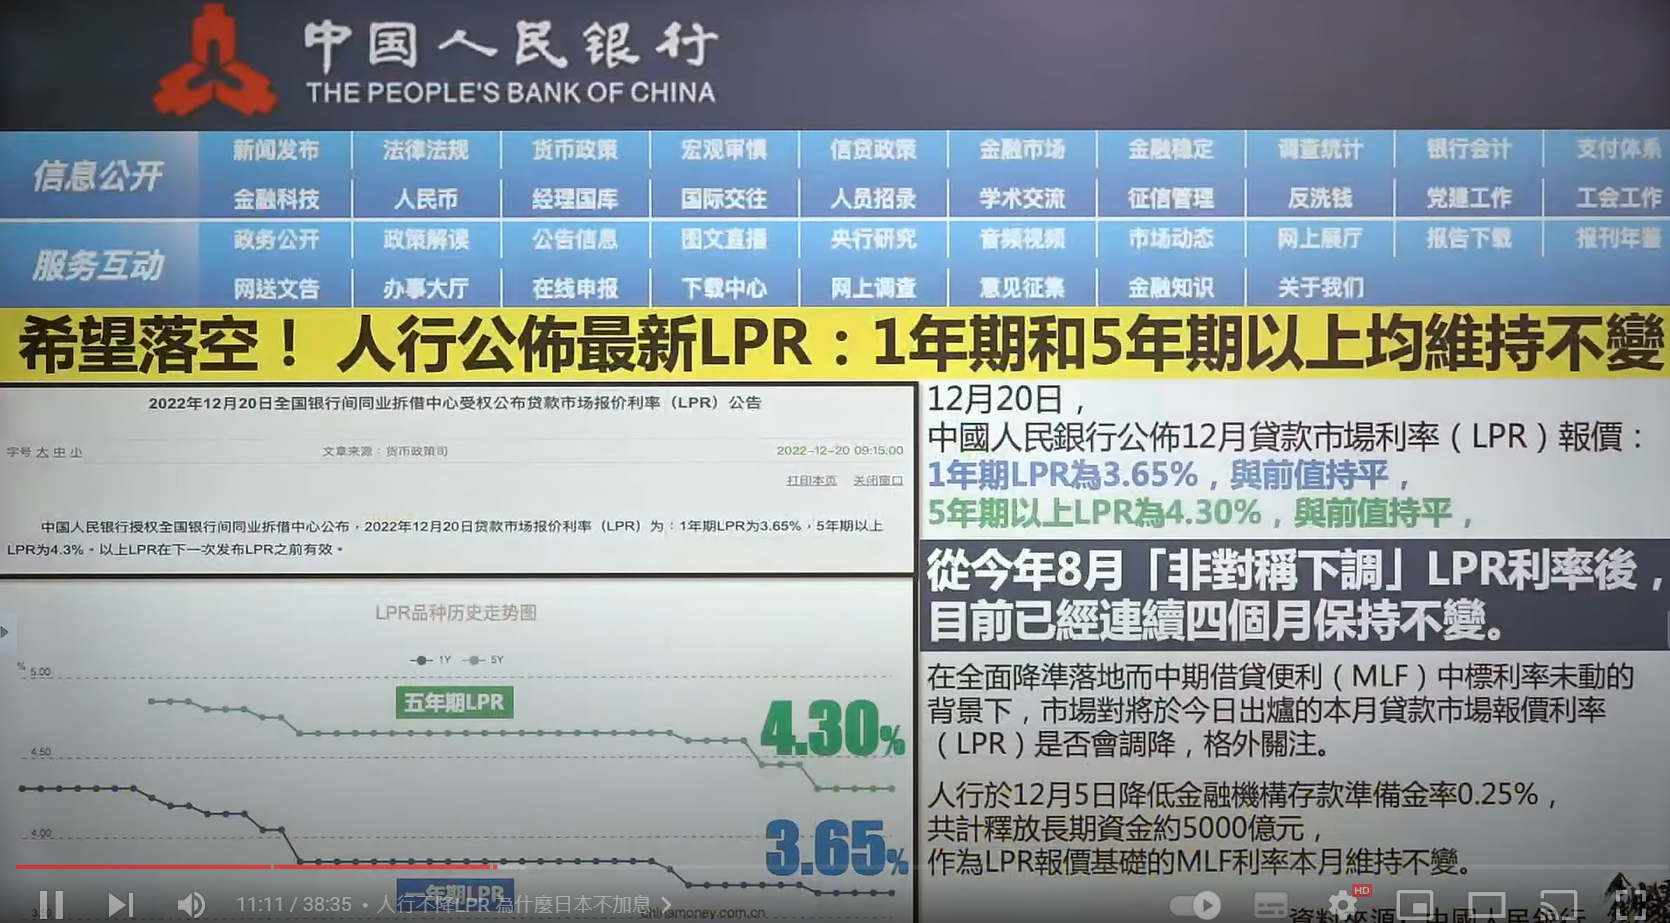 中国人民银行
THE PEOPLE'S BANK OF CHINA
信息公开
新闻发布 法律法规 货币政策 宏观审慎 信贷政策 金融市场 金融稳定 调查统计 银行会计 支付体系
金融科技 人民币 经理国库 国际交往 人员招录 学术交流 征信管理 反洗钱 党建工作 工会工作
服务互动
政务公开 政策解读 公告信息 图文直播 央行研究 音频视频 市场动态 网上展厅 报告下载 报刊年鉴
网送文告 办事大厅 在线申报 下载中心 网上调查 意见征集 金融知识 关于我们
希望落空！ 人行公佈最新LPR：1年期和5年期以上均維持不變
2022年12月20日全国银行间同业拆借中心受权公布贷款市场报价利率（LPR）公告
字号 大 中 小 文章来源：货币政策司 2022-12-20 09:15:00
打印本页 关闭窗口
中国人民银行授权全国银行间同业拆借中心公布，2022年12月20日贷款市场报价利率（LPR）为：1年期LPR为3.65%，5年期以上
LPR为4.3%。以上LPR在下一次发布LPR之前有效。
LPR品种历史走势图
1Y 5Y
% 5.00
五年期LPR
4.30%
4.50
4.00
3.65%
一年期LPR
12月20日，
中國人民銀行公佈12月貸款市場利率（LPR）報價：
1年期LPR為3.65%，與前值持平，
5年期以上LPR為4.30%，與前值持平，
從今年8月「非對稱下調」LPR利率後，
目前已經連續四個月保持不變。
在全面降準落地而中期借貸便利（MLF）中標利率未動的
背景下，市場對將於今日出爐的本月貸款市場報價利率
（LPR）是否會調降，格外關注。
人行於12月5日降低金融機構存款準備金率0.25%，
共計釋放長期資金約5000億元，
作為LPR報價基礎的MLF利率本月維持不變。
11:11 / 38:35 • 人行不降LPR 為什麼日本不加息
chinamoney.com.cn
HD
資料來源：中國人民銀行